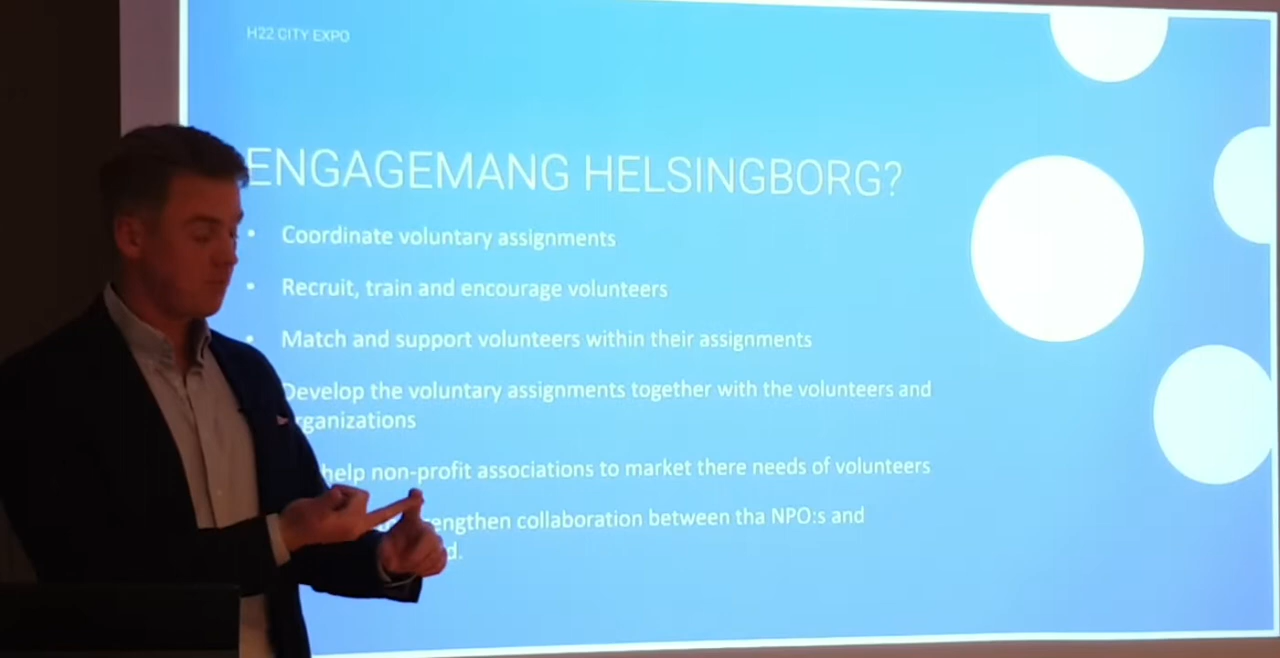 H22 CITY EXPO
ENGAGEMANG HELSINGBORG?
• Coordinate voluntary assignments
• Recruit, train and encourage volunteers
• Match and support volunteers within their assignments
Develop the voluntary assignments together with the volunteers and
rganizations
help non-profit associations to market there needs of volunteers
engthen collaboration between tha NPO:s and
d.